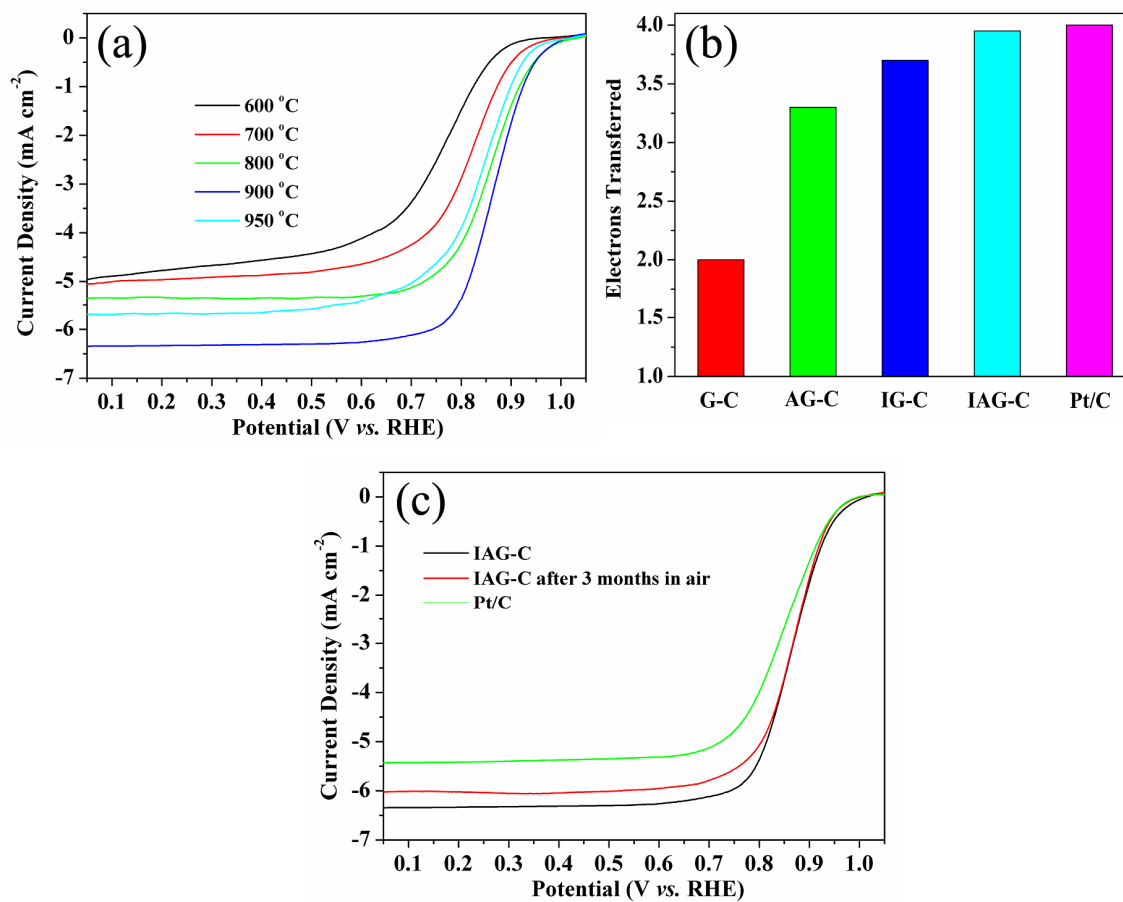 (a)
0
-1
-2
-3
-4
-5
-6
-7
Current Density (mA cm-2)
600 °C
700 °C
800 °C
900 °C
950 °C
0.1 0.2 0.3 0.4 0.5 0.6 0.7 0.8 0.9 1.0
Potential (V vs. RHE)
(b)
4.0
3.5
3.0
2.5
2.0
1.5
1.0
Electrons Transferred
G-C AG-C IG-C IAG-C Pt/C
(c)
0
-1
-2
-3
-4
-5
-6
-7
Current Density (mA cm-2)
IAG-C
IAG-C after 3 months in air
Pt/C
0.1 0.2 0.3 0.4 0.5 0.6 0.7 0.8 0.9 1.0
Potential (V vs. RHE)